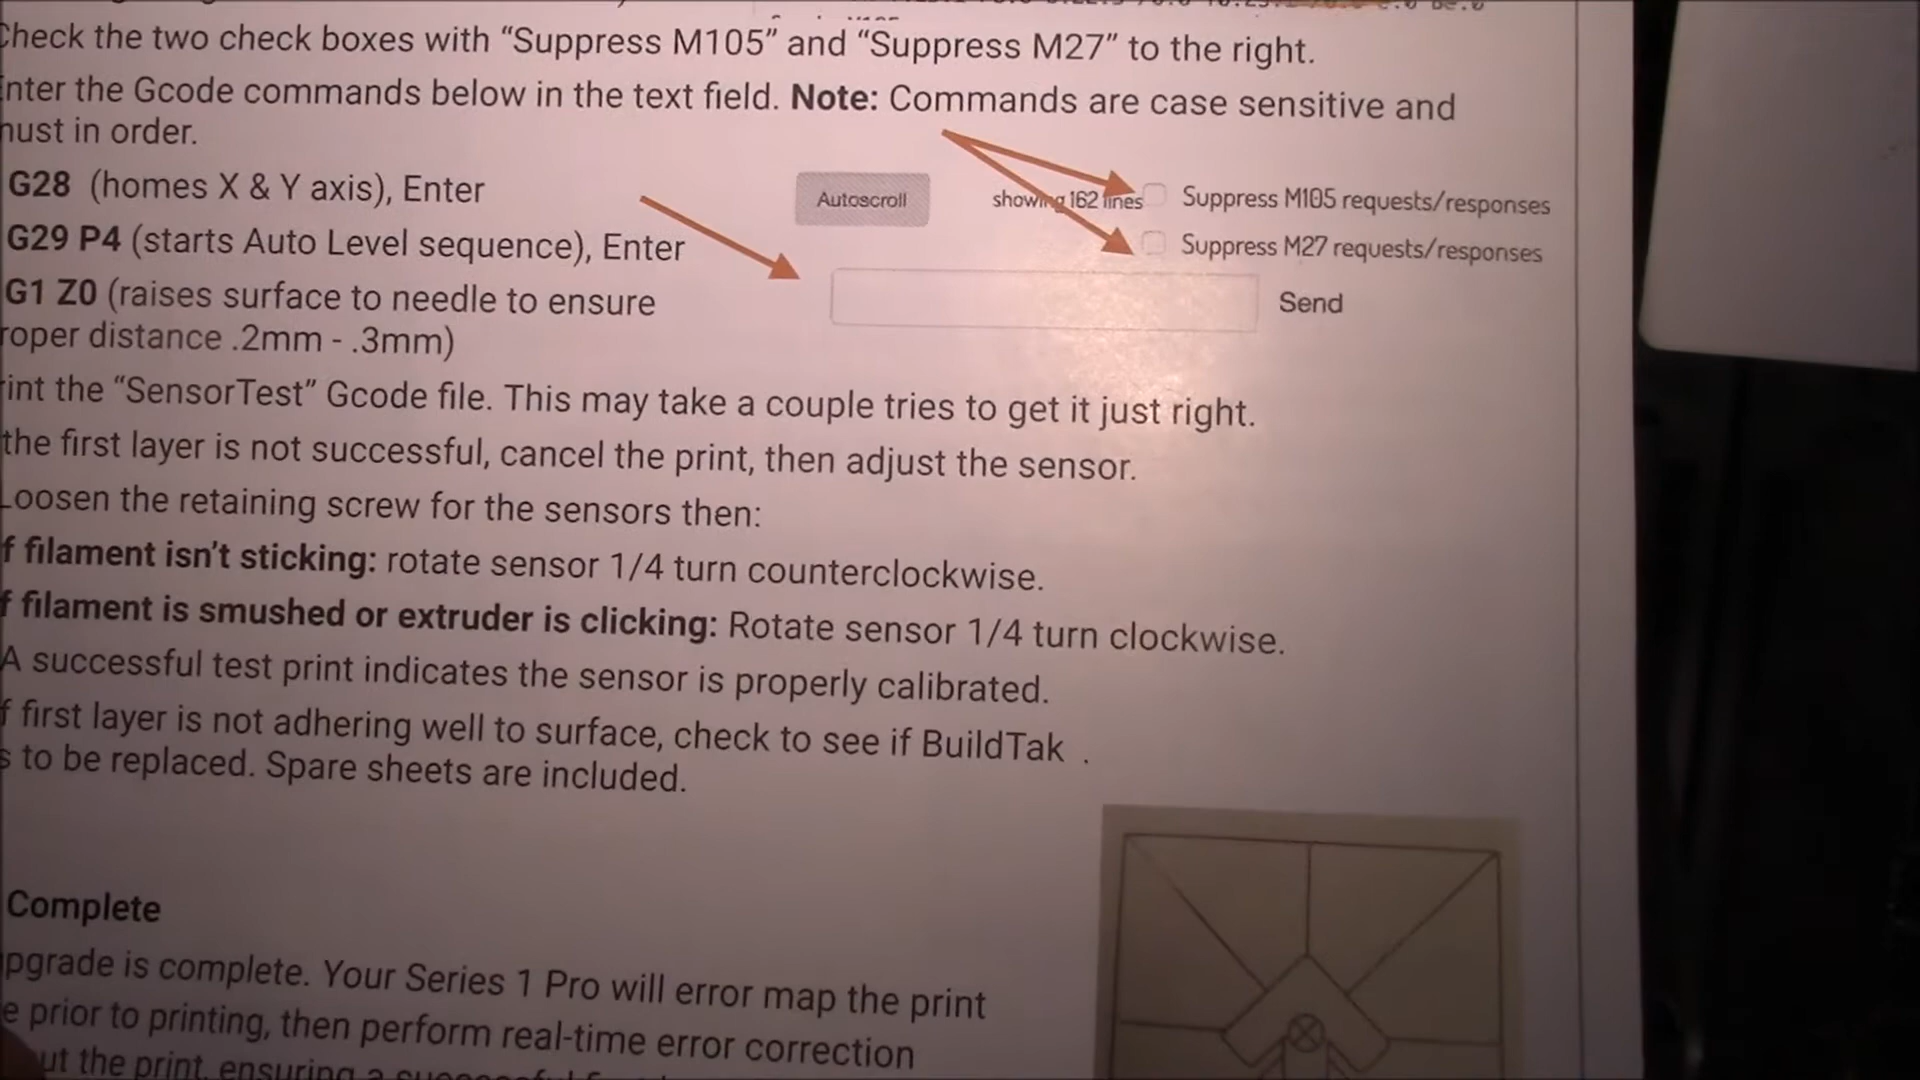 Check the two check boxes with “Suppress M105” and “Suppress M27” to the right.
Enter the Gcode commands below in the text field. Note: Commands are case sensitive and
must in order.
G28 (homes X & Y axis), Enter
G29 P4 (starts Auto Level sequence), Enter
G1 Z0 (raises surface to needle to ensure
roper distance .2mm - .3mm)
Autoscroll
showing 162 lines
Suppress M105 requests/responses
Suppress M27 requests/responses
Send
rint the “SensorTest” Gcode file. This may take a couple tries to get it just right.
the first layer is not successful, cancel the print, then adjust the sensor.
Loosen the retaining screw for the sensors then:
f filament isn't sticking: rotate sensor 1/4 turn counterclockwise.
f filament is smushed or extruder is clicking: Rotate sensor 1/4 turn clockwise.
A successful test print indicates the sensor is properly calibrated.
f first layer is not adhering well to surface, check to see if BuildTak .
s to be replaced. Spare sheets are included.
Complete
pgrade is complete. Your Series 1 Pro will error map the print
e prior to printing, then perform real-time error correction
ut the print, ensuring a